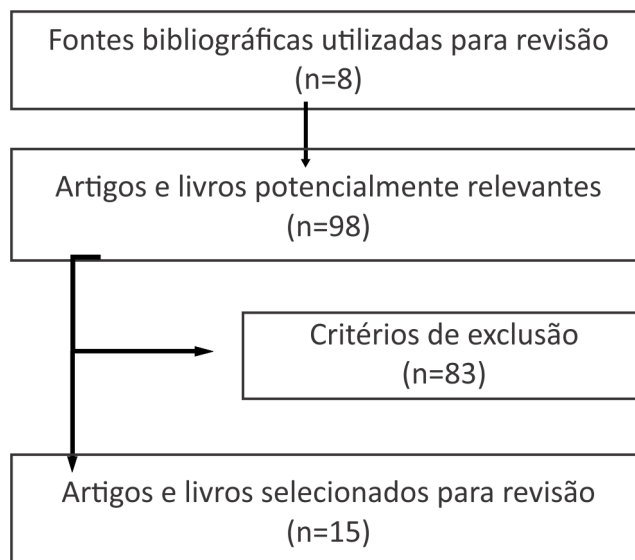 Fontes bibliográficas utilizadas para revisão
(n=8)
Artigos e livros potencialmente relevantes
(n=98)
Critérios de exclusão
(n=83)
Artigos e livros selecionados para revisão
(n=15)